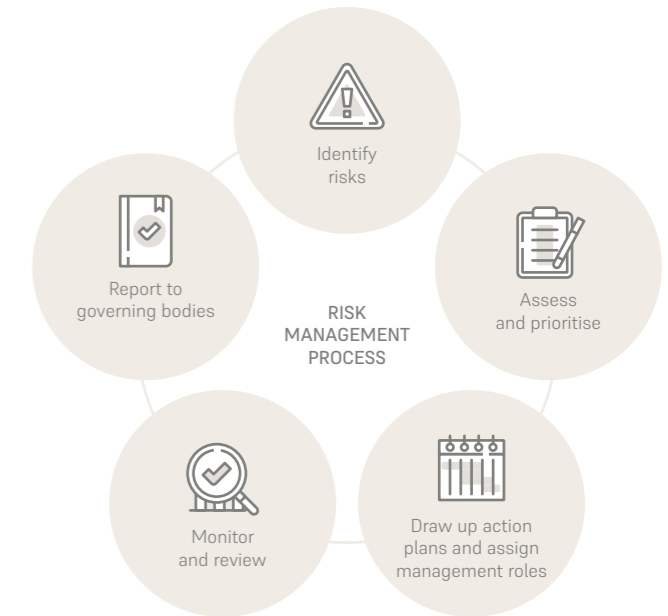 Identify
risks
Assess
and prioritise
Draw up action
plans and assign
management roles
Monitor
and review
Report to
governing bodies
RISK
MANAGEMENT
PROCESS